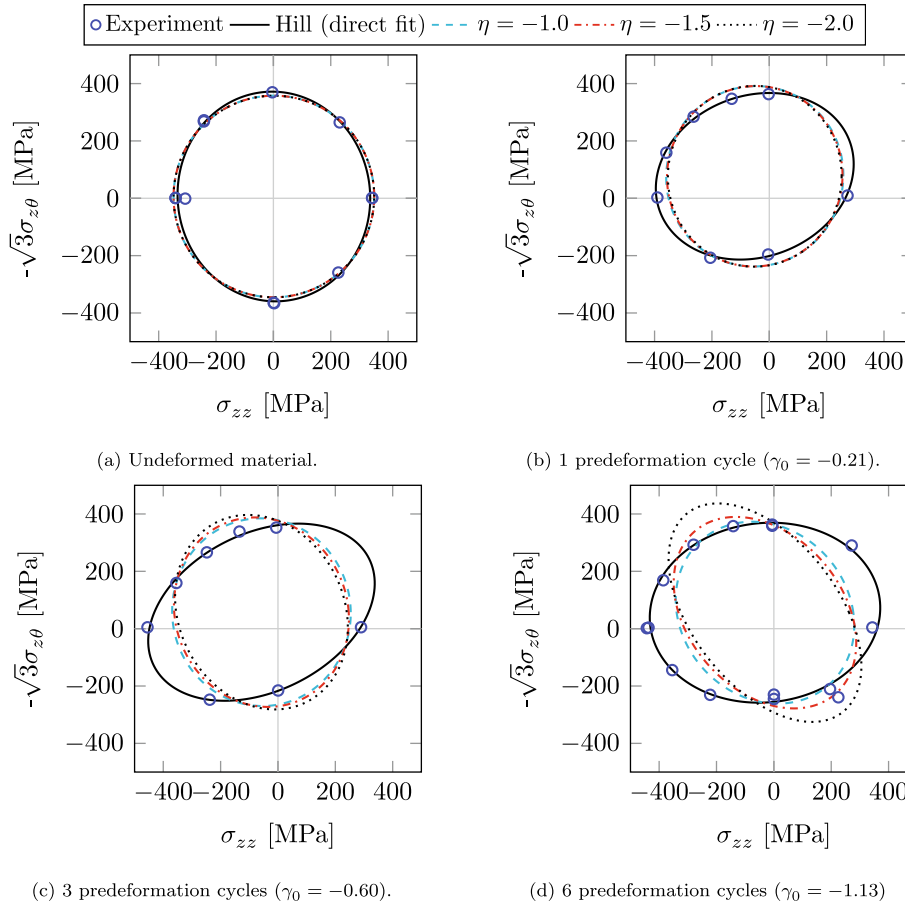 Experiment Hill (direct fit) η = −1.0 η = −1.5 η = −2.0
400
200
0
−200
−400
-√3σzθ [MPa]
−400 −200 0 200 400
σzz [MPa]
(a) Undeformed material.
400
200
0
−200
−400
-√3σzθ [MPa]
−400 −200 0 200 400
σzz [MPa]
(b) 1 predeformation cycle (γ0 = −0.21).
400
200
0
−200
−400
-√3σzθ [MPa]
−400 −200 0 200 400
σzz [MPa]
(c) 3 predeformation cycles (γ0 = −0.60).
400
200
0
−200
−400
-√3σzθ [MPa]
−400 −200 0 200 400
σzz [MPa]
(d) 6 predeformation cycles (γ0 = −1.13)